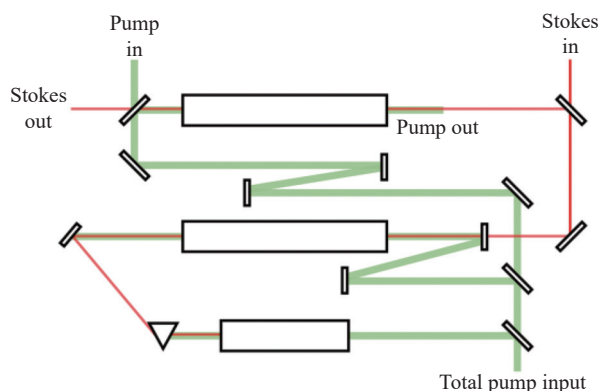 Pump
in
Stokes
in
Stokes
out
Pump out
Total pump input